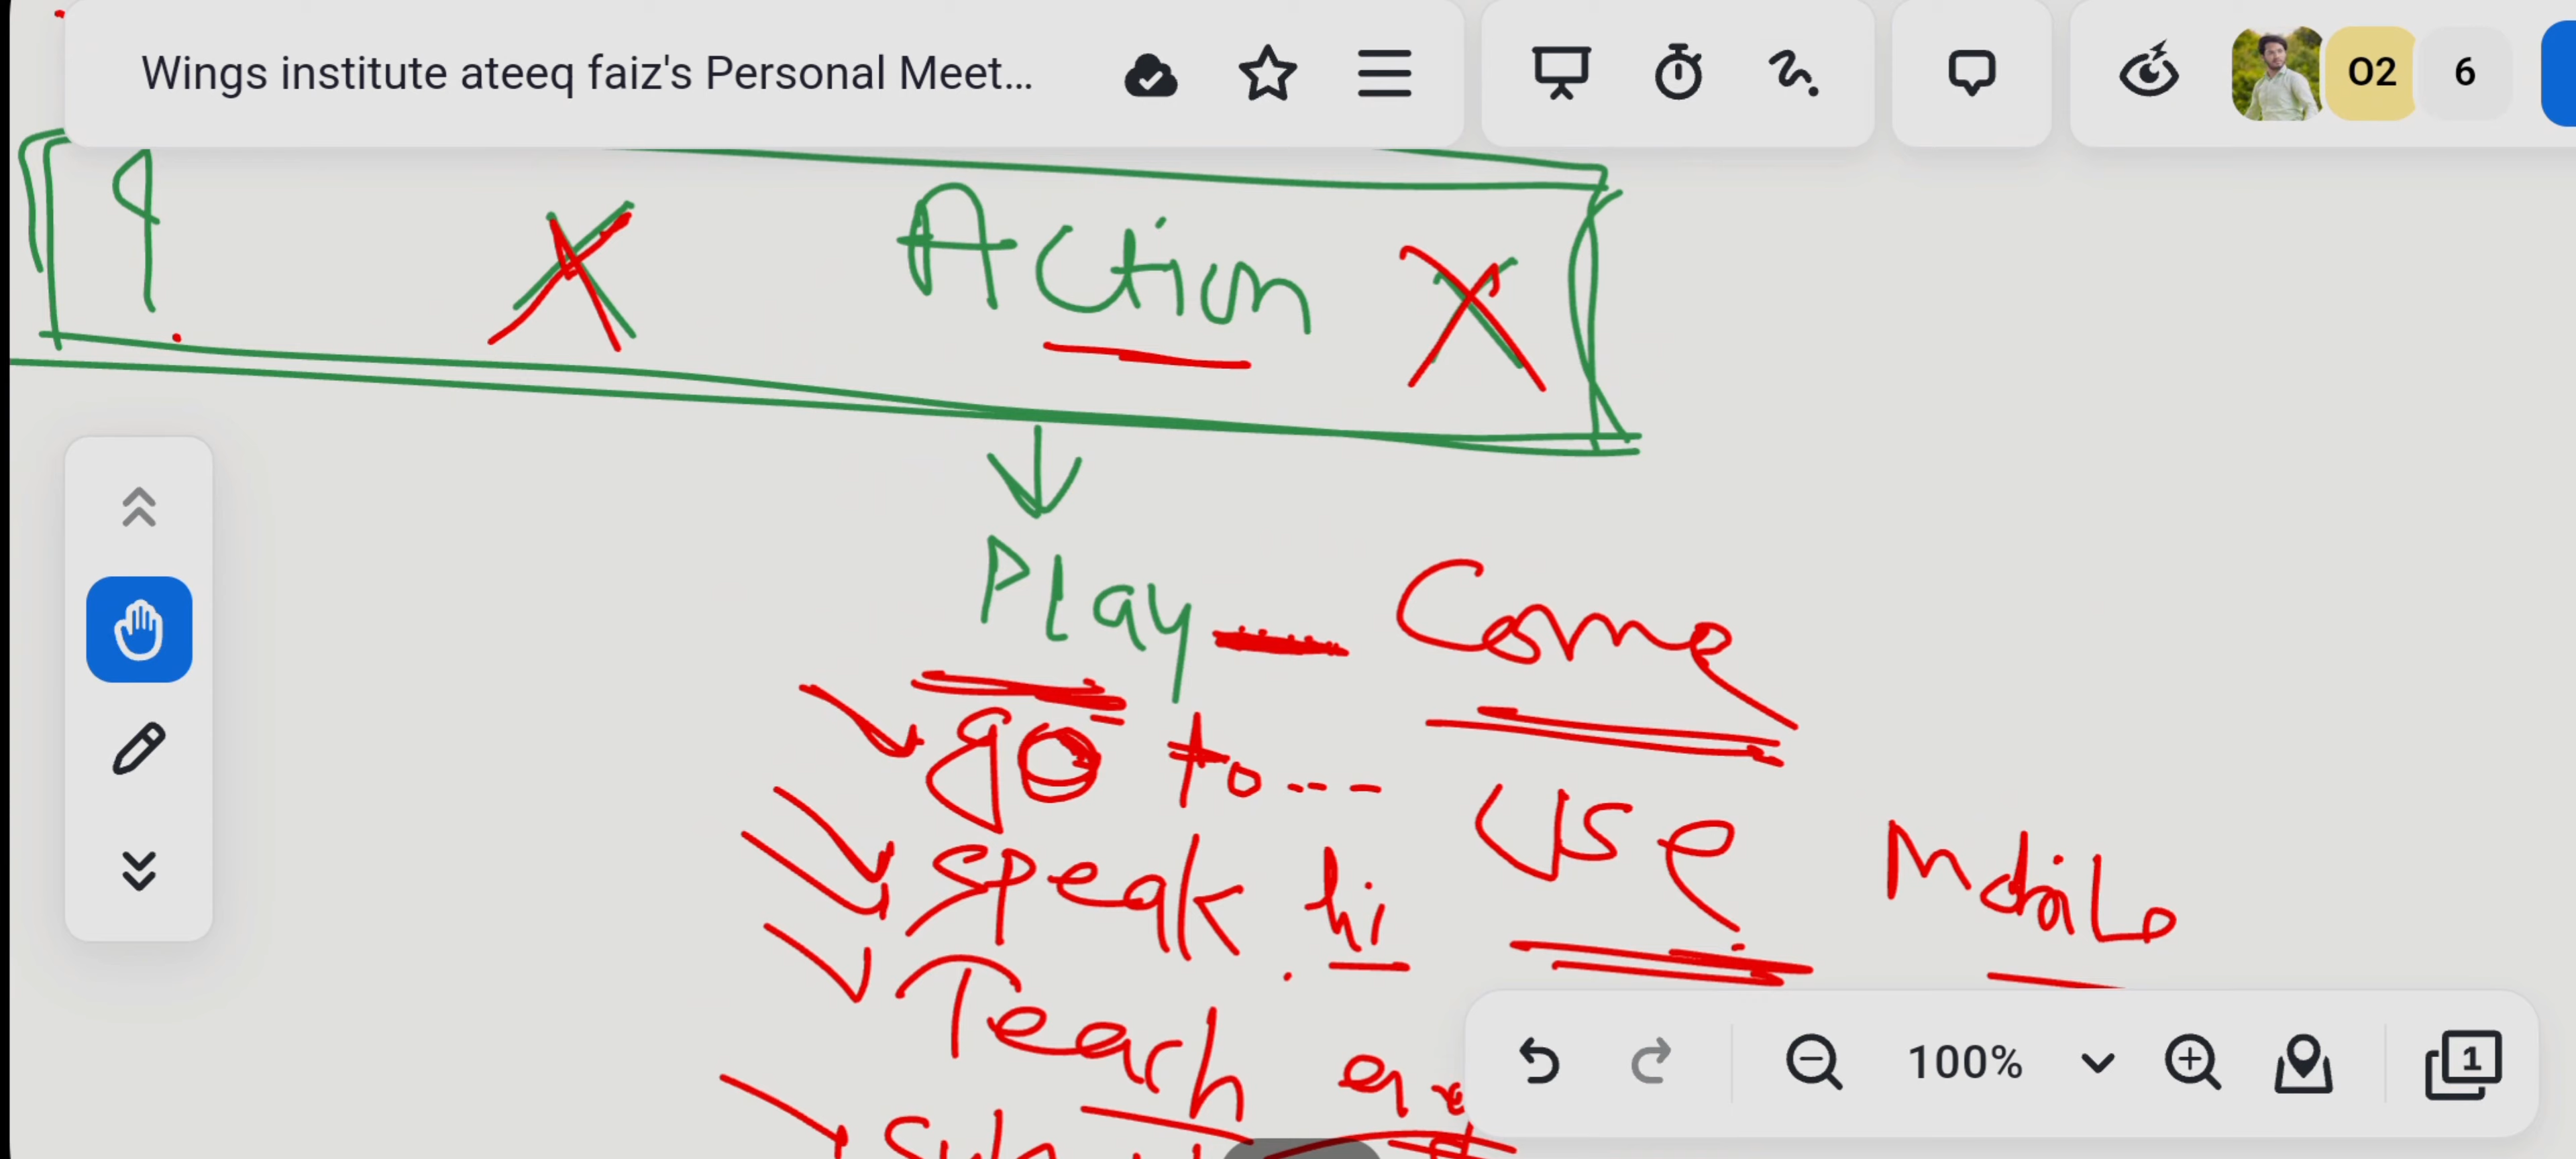 Wings institute ateeq faiz's Personal Meet...
O2
6
Action
Play
Come
go to---
Use Mobile
speak hi
Teach
100%
1